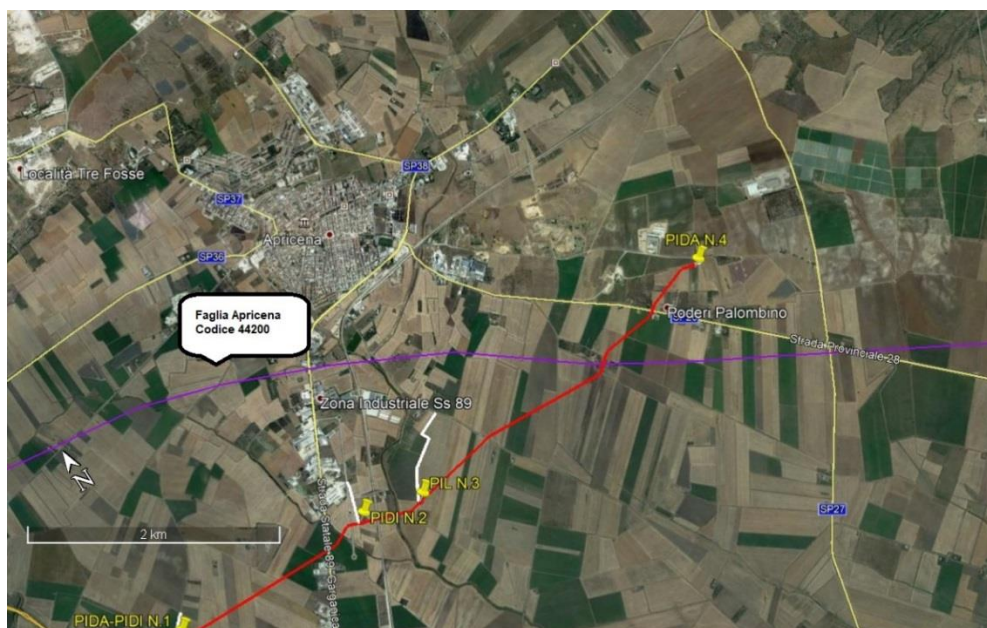 SP38
Località Tre Fosse
SP37
Apricena
PIDA N.4
SP36
Faglia Apricena
Codice 44200
Poderi Palombino
Strada Provinciale 28
Zona Industriale Ss 89
PIL N.3
PIDI N.2
SP27
N
2 km
PIDA-PIDI N.1